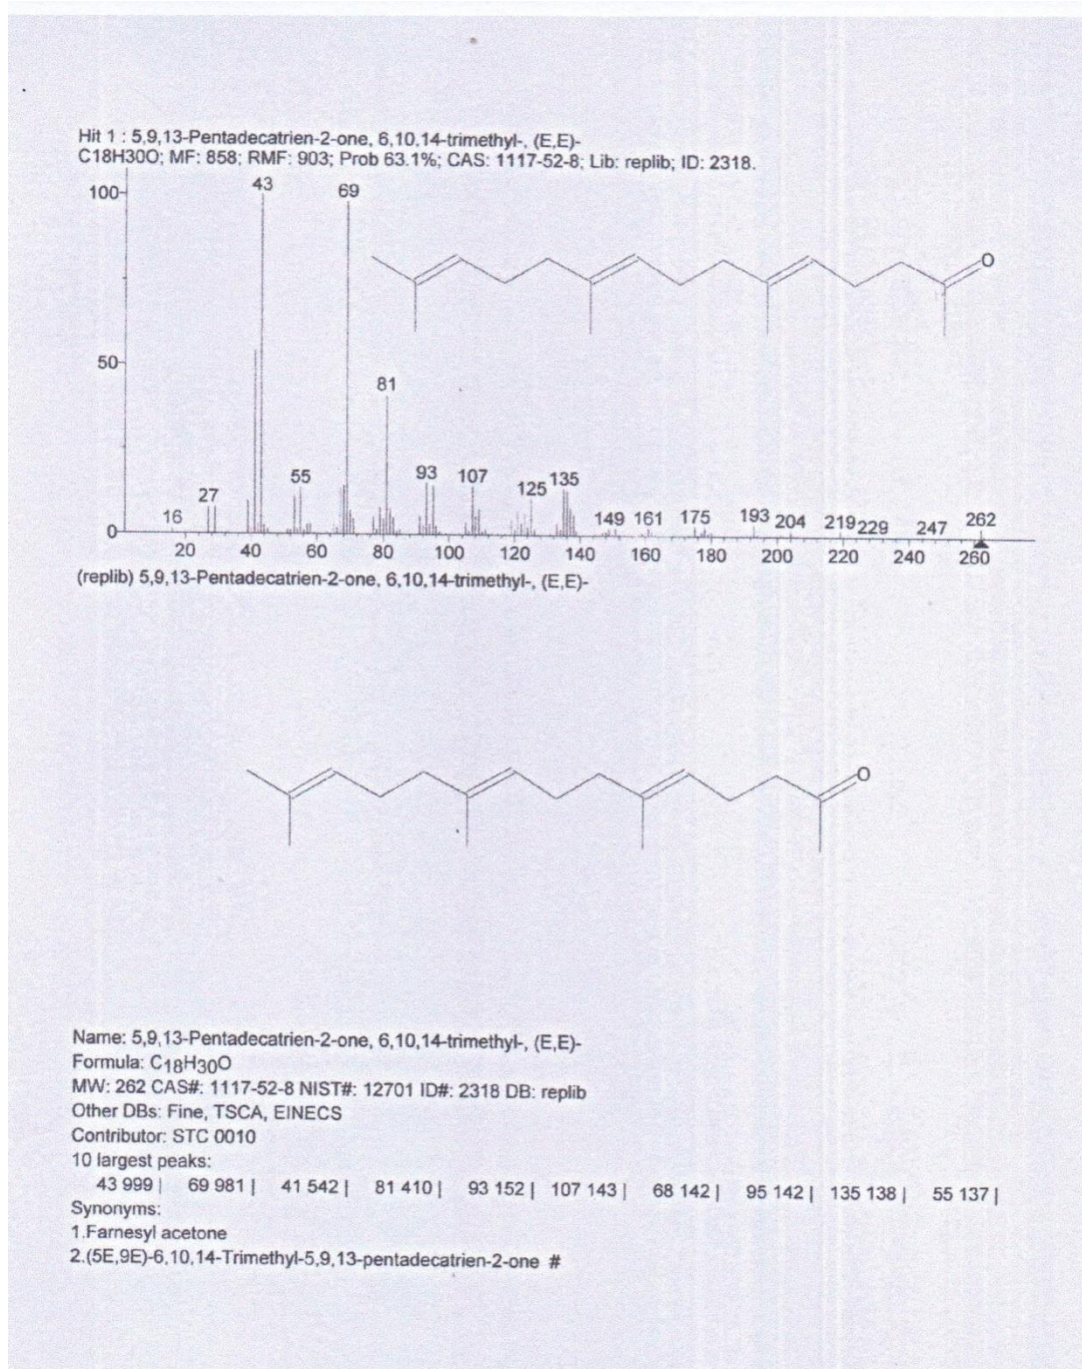 Hit 1 : 5,9,13-Pentadecatrien-2-one, 6,10,14-trimethyl-, (E,E)-
C18H30O; MF: 858; RMF: 903; Prob 63.1%; CAS: 1117-52-8; Lib: replib; ID: 2318.
100
43
69
O
50
81
27
55
93
107
125
135
16
149
161
175
193
204
219
229
247
262
0
20 40 60 80 100 120 140 160 180 200 220 240 260
(replib) 5,9,13-Pentadecatrien-2-one, 6,10,14-trimethyl-, (E,E)-
O
Name: 5,9,13-Pentadecatrien-2-one, 6,10,14-trimethyl-, (E,E)-
Formula: C18H30O
MW: 262 CAS#: 1117-52-8 NIST#: 12701 ID#: 2318 DB: replib
Other DBs: Fine, TSCA, EINECS
Contributor: STC 0010
10 largest peaks:
43 999 | 69 981 | 41 542 | 81 410 | 93 152 | 107 143 | 68 142 | 95 142 | 135 138 | 55 137 |
Synonyms:
1.Farnesyl acetone
2.(5E,9E)-6,10,14-Trimethyl-5,9,13-pentadecatrien-2-one #